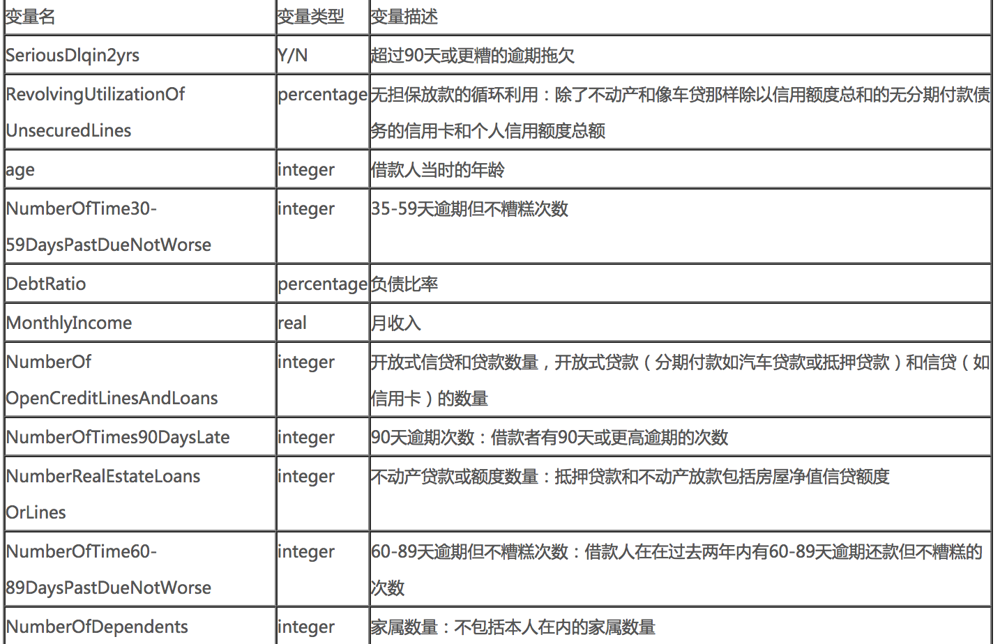 变量名 变量类型 变量描述
SeriousDlqin2yrs Y/N 超过90天或更糟的逾期拖欠
RevolvingUtilizationOf percentage 无担保放款的循环利用：除了不动产和像车贷那样除以信用额度总和的无分期付款债
UnsecuredLines 务的信用卡和个人信用额度总额
age integer 借款人当时的年龄
NumberOfTime30- integer 35-59天逾期但不糟糕次数
59DaysPastDueNotWorse
DebtRatio percentage 负债比率
MonthlyIncome real 月收入
NumberOf integer 开放式信贷和贷款数量，开放式贷款（分期付款如汽车贷款或抵押贷款）和信贷（如
OpenCreditLinesAndLoans 信用卡）的数量
NumberOfTimes90DaysLate integer 90天逾期次数：借款者有90天或更高逾期的次数
NumberRealEstateLoans integer 不动产贷款或额度数量：抵押贷款和不动产放款包括房屋净值信贷额度
OrLines
NumberOfTime60- integer 60-89天逾期但不糟糕次数：借款人在在过去两年内有60-89天逾期还款但不糟糕的
89DaysPastDueNotWorse 次数
NumberOfDependents integer 家属数量：不包括本人在内的家属数量